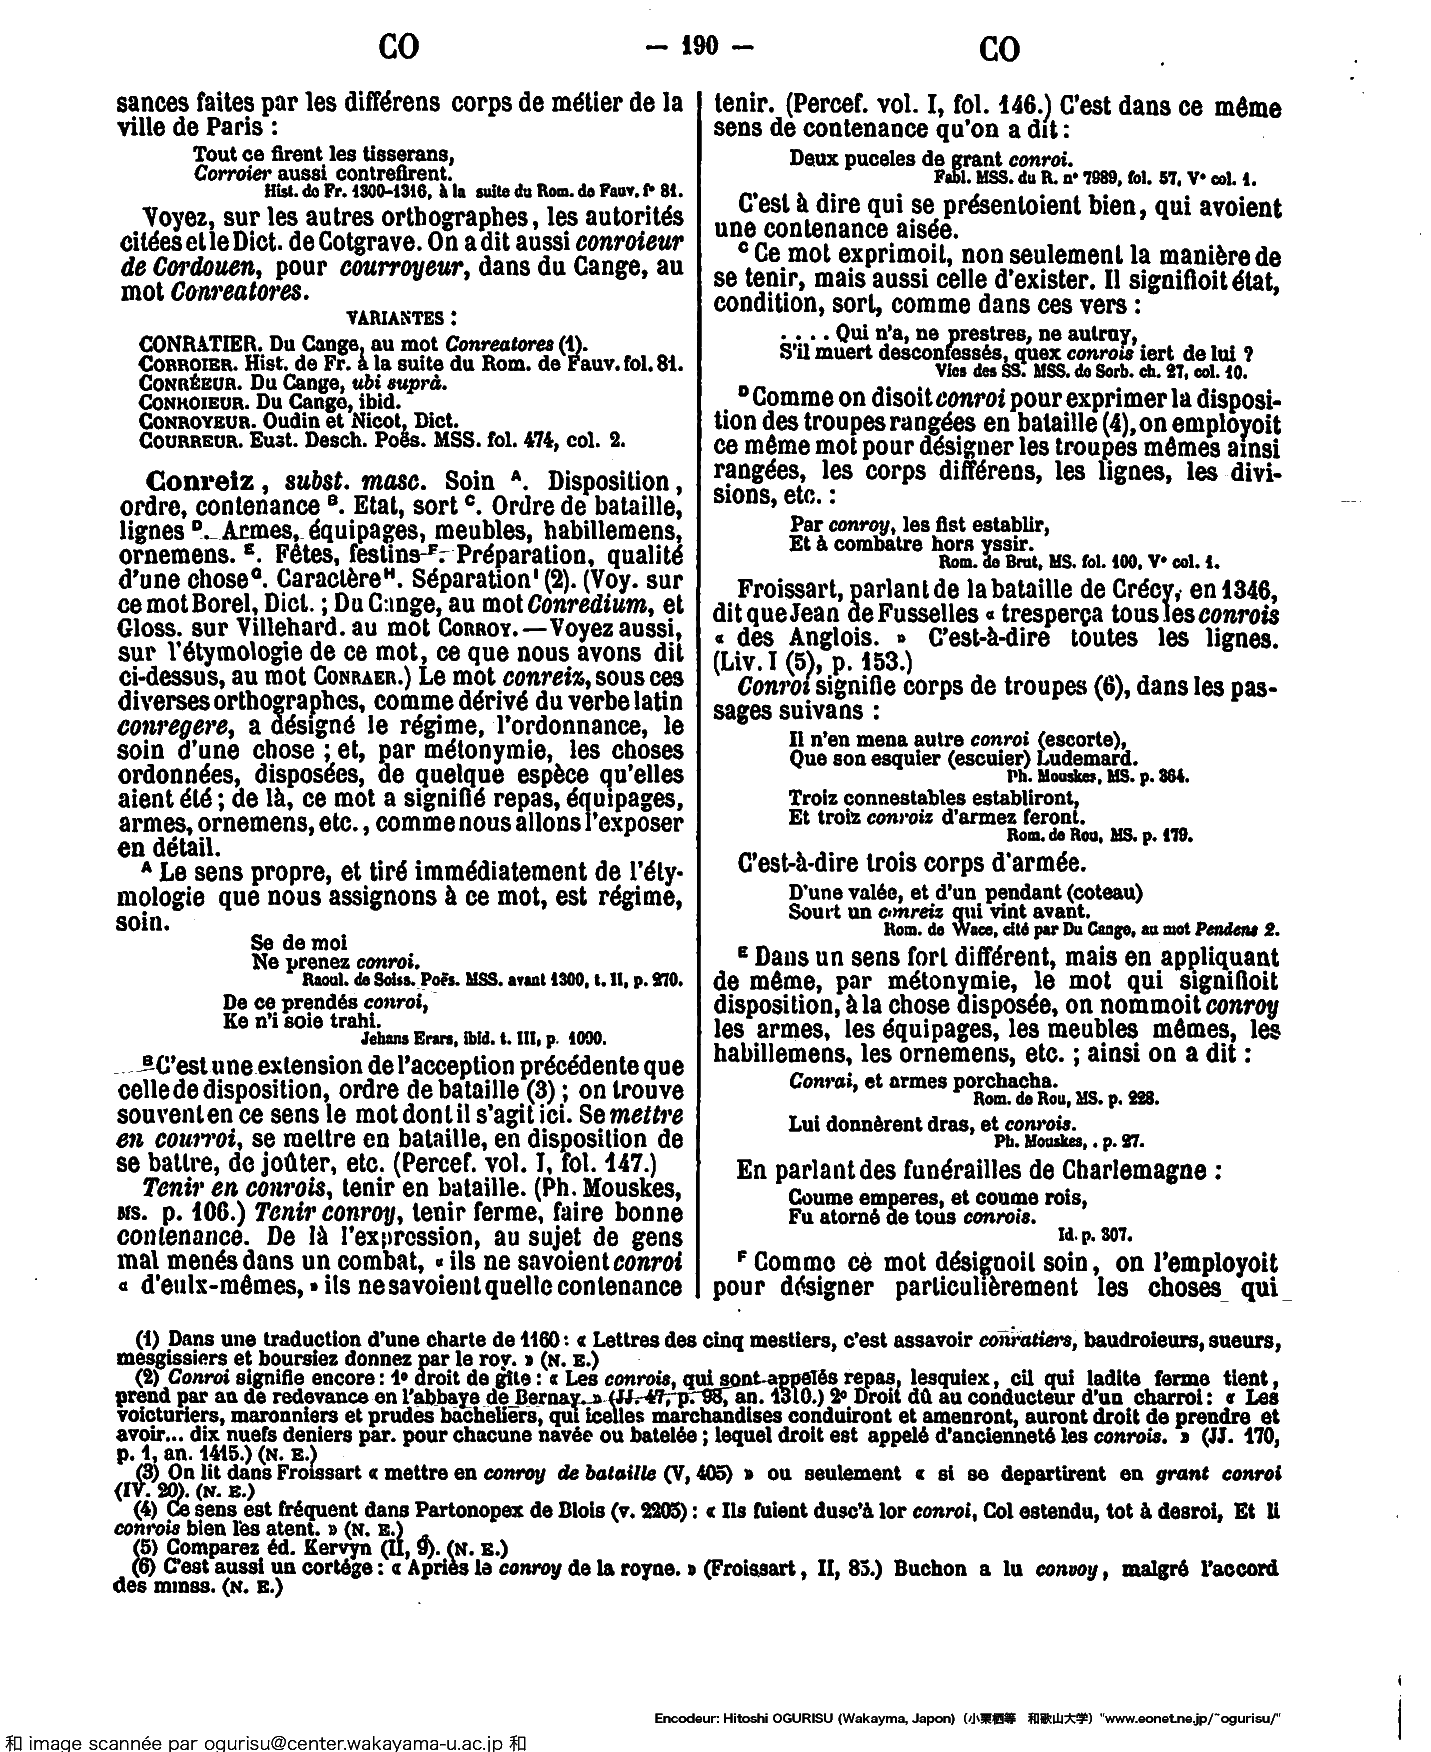 CO
— 190 —
CO
sances faites par les différens corps de métier de la
ville de Paris :
Tout ce firent les tisserans,
Corroier aussi contrefirent.
Hist. de Fr. 1300-1316, à la suite du Rom. de Fauv. f° 81.
Voyez, sur les autres orthographes, les autorités
citées et le Dict. de Cotgrave. On a dit aussi conroieur
de Cordouen, pour courroyeur, dans du Cange, au
mot Conreatores.
VARIANTES :
CONRATIER. Du Cange, au mot Conreatores (1).
CORROIER. Hist. de Fr. à la suite du Rom. de Fauv. fol. 81.
CONRÉEUR. Du Cange, ubi suprà.
CONROIEUR. Du Cange, ibid.
CONROYEUR. Oudin et Nicot, Dict.
COURREUR. Eust. Desch. Poës. MSS. fol. 474, col. 2.
Conreiz, subst. masc. Soin A. Disposition,
ordre, contenance B. Etat, sort C. Ordre de bataille,
lignes D. Armes, équipages, meubles, habillemens,
ornemens. E. Fêtes, festins F. Préparation, qualité
d'une chose G. Caractère H. Séparation I (2). (Voy. sur
ce mot Borel, Dict. ; Du Cange, au mot Conredium, et
Gloss. sur Villehard. au mot CORROY. — Voyez aussi,
sur l'étymologie de ce mot, ce que nous avons dit
ci-dessus, au mot CONRAER.) Le mot conreiz, sous ces
diverses orthographes, comme dérivé du verbe latin
conregere, a désigné le régime, l'ordonnance, le
soin d'une chose ; et, par métonymie, les choses
ordonnées, disposées, de quelque espèce qu'elles
aient été ; de là, ce mot a signifié repas, équipages,
armes, ornemens, etc., comme nous allons l'exposer
en détail.
A Le sens propre, et tiré immédiatement de l'éty-
mologie que nous assignons à ce mot, est régime,
soin.
Se de moi
Ne prenez conroi.
Raoul. de Soiss. Poës. MSS. avant 1300, t. II, p. 270.
De ce prendés conroi,
Ke n'i soie trahi.
Jehans Erars, ibid. t. III, p. 1090.
B C'est une extension de l'acception précédente que
celle de disposition, ordre de bataille (3) ; on trouve
souvent en ce sens le mot dont il s'agit ici. Se mettre
en courroi, se mettre en bataille, en disposition de
se battre, de joûter, etc. (Percef. vol. I, fol. 147.)
Tenir en conrois, tenir en bataille. (Ph. Mouskes,
MS. p. 106.) Tenir conroy, tenir ferme, faire bonne
contenance. De là l'expression, au sujet de gens
mal menés dans un combat, « ils ne savoient conroi
« d'eulx-mêmes, » ils ne savoient quelle contenance
tenir. (Percef. vol. I, fol. 146.) C'est dans ce même
sens de contenance qu'on a dit :
Deux puceles de grant conroi.
Fabl. MSS. du R. n° 7989, fol. 57, V° col. 1.
C'est à dire qui se présentoient bien, qui avoient
une contenance aisée.
C Ce mot exprimoit, non seulement la manière de
se tenir, mais aussi celle d'exister. Il signifioit état,
condition, sort, comme dans ces vers :
. . . . Qui n'a, ne prestres, ne autruy,
S'il muert desconfessés, quex conrois iert de lui ?
Vies des SS. MSS. de Sorb. ch. 27, col. 10.
D Comme on disoit conroi pour exprimer la disposi-
tion des troupes rangées en bataille (4), on employoit
ce même mot pour désigner les troupes mêmes ainsi
rangées, les corps différens, les lignes, les divi-
sions, etc. :
Par conroy, les fist establir,
Et à combatre hors yssir.
Rom. de Brut, MS. fol. 100, V° col. 1.
Froissart, parlant de la bataille de Crécy, en 1346,
dit que Jean de Fusselles « tresperça tous les conrois
« des Anglois. » C'est-à-dire toutes les lignes.
(Liv. I (5), p. 153.)
Conroi signifie corps de troupes (6), dans les pas-
sages suivans :
Il n'en mena autre conroi (escorte),
Que son esquier (escuier) Ludemard.
Ph. Mouskes, MS. p. 364.
Troiz connestables establiront,
Et troiz conroiz d'armez feront.
Rom. de Rou, MS. p. 179.
C'est-à-dire trois corps d'armée.
D'une valée, et d'un pendant (coteau)
Sourt un conreiz qui vint avant.
Rom. de Wace, cité par Du Cange, au mot Pendens 2.
E Dans un sens fort différent, mais en appliquant
de même, par métonymie, le mot qui signifioit
disposition, à la chose disposée, on nommoit conroy
les armes, les équipages, les meubles mêmes, les
habillemens, les ornemens, etc. ; ainsi on a dit :
Conrai, et armes porchacha.
Rom. de Rou, MS. p. 228.
Lui donnèrent dras, et conrois.
Ph. Mouskes, . p. 27.
En parlant des funérailles de Charlemagne :
Coume emperes, et coume rois,
Fu atorné de tous conrois.
Id. p. 307.
F Comme ce mot désignoit soin, on l'employoit
pour désigner particulièrement les choses qui
(1) Dans une traduction d'une charte de 1160 : « Lettres des cinq mestiers, c'est assavoir conratiers, baudroieurs, sueurs,
mesgissiers et boursiez donnez par le roy. » (N. E.)
(2) Conroi signifie encore : 1° droit de gîte : « Les conrois, qui sont appelés repas, lesquiex, cil qui ladite ferme tient,
prend par an de redevance en l'abbaye de Bernay. » (JJ. 47, p. 98, an. 1310.) 2° Droit dû au conducteur d'un charroi : « Les
voicturiers, maronniers et prudes bacheliers, qui icelles marchandises conduiront et amenront, auront droit de prendre et
avoir... dix nuefs deniers par. pour chacune navée ou batelée ; lequel droit est appelé d'ancienneté les conrois. » (JJ. 170,
p. 1, an. 1415.) (N. E.)
(3) On lit dans Froissart « mettre en conroy de bataille (V, 405) » ou seulement « si se departirent en grant conroi
(IV. 20). (N. E.)
(4) Ce sens est fréquent dans Partonopex de Blois (v. 2205) : « Ils fuient dusc'à lor conroi, Col estendu, tot à desroi, Et li
conrois bien les atent. » (N. E.)
(5) Comparez éd. Kervyn (II, 9). (N. E.)
(6) C'est aussi un cortége : « Après le conroy de la royne. » (Froissart, II, 85.) Buchon a lu convoy, malgré l'accord
des mmss. (N. E.)
Encodeur: Hitoshi OGURISU (Wakayma, Japon) (小栗栖等 和歌山大学) "www.eonet.ne.jp/~ogurisu/"
和 image scannée par ogurisu@center.wakayama-u.ac.jp 和